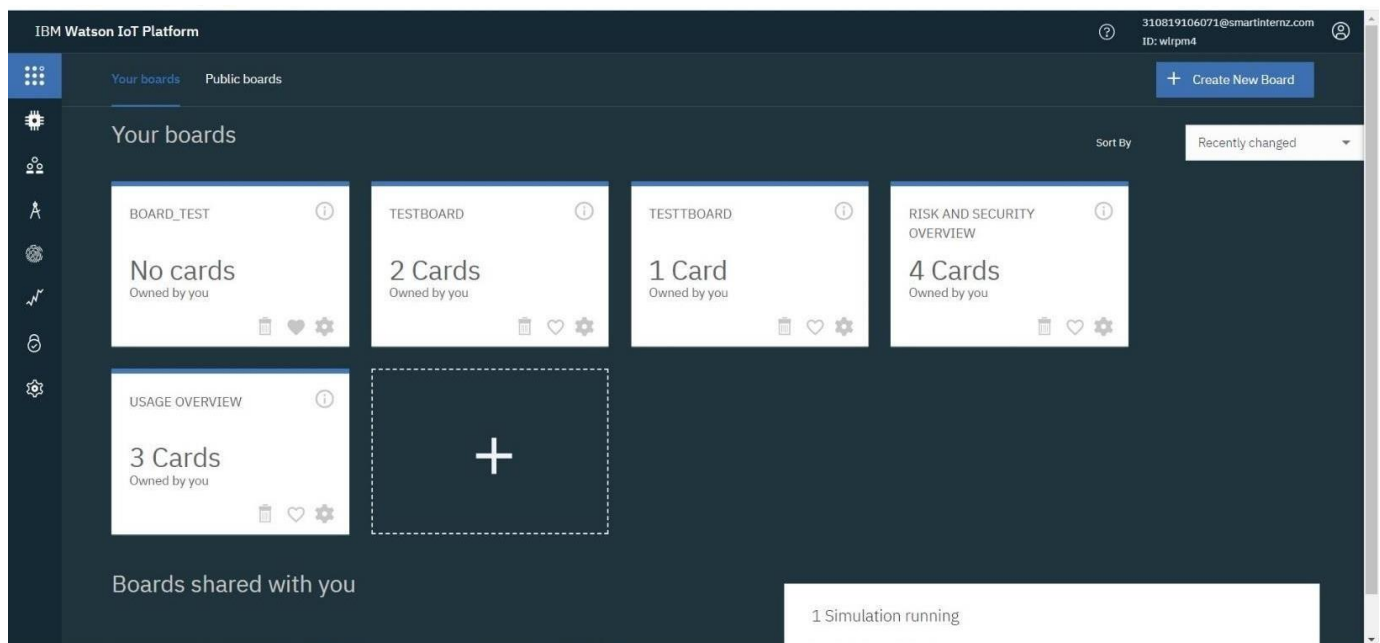 IBM Watson IoT Platform
310819106071@smartinternz.com
ID: wlrpm4
Your boards
Public boards
+ Create New Board
Your boards
Sort By
Recently changed
BOARD_TEST
No cards
Owned by you
TESTBOARD
2 Cards
Owned by you
TESTTBOARD
1 Card
Owned by you
RISK AND SECURITY
OVERVIEW
4 Cards
Owned by you
USAGE OVERVIEW
3 Cards
Owned by you
Boards shared with you
1 Simulation running